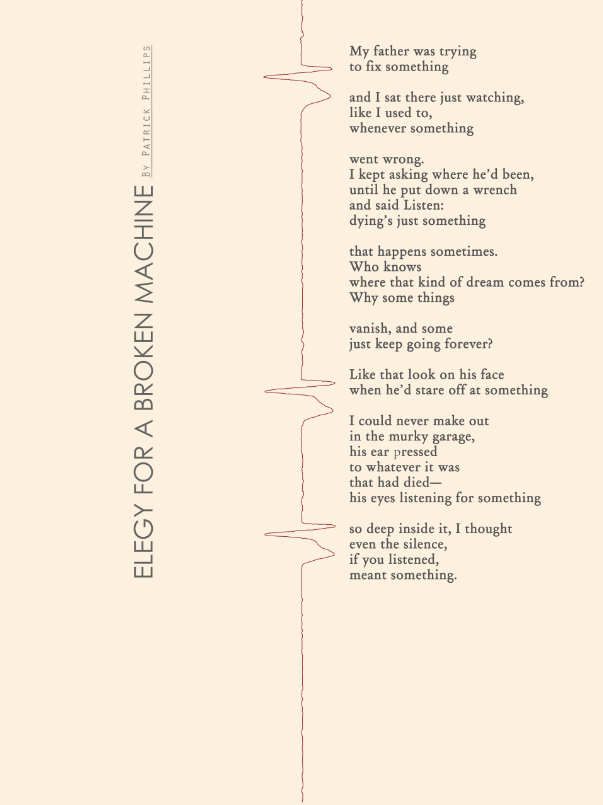 ELEGY FOR A BROKEN MACHINE
By Patrick Phillips
My father was trying
to fix something
and I sat there just watching,
like I used to,
whenever something
went wrong.
I kept asking where he'd been,
until he put down a wrench
and said Listen:
dying's just something
that happens sometimes.
Who knows
where that kind of dream comes from?
Why some things
vanish, and some
just keep going forever?
Like that look on his face
when he'd stare off at something
I could never make out
in the murky garage,
his ear pressed
to whatever it was
that had died—
his eyes listening for something
so deep inside it, I thought
even the silence,
if you listened,
meant something.